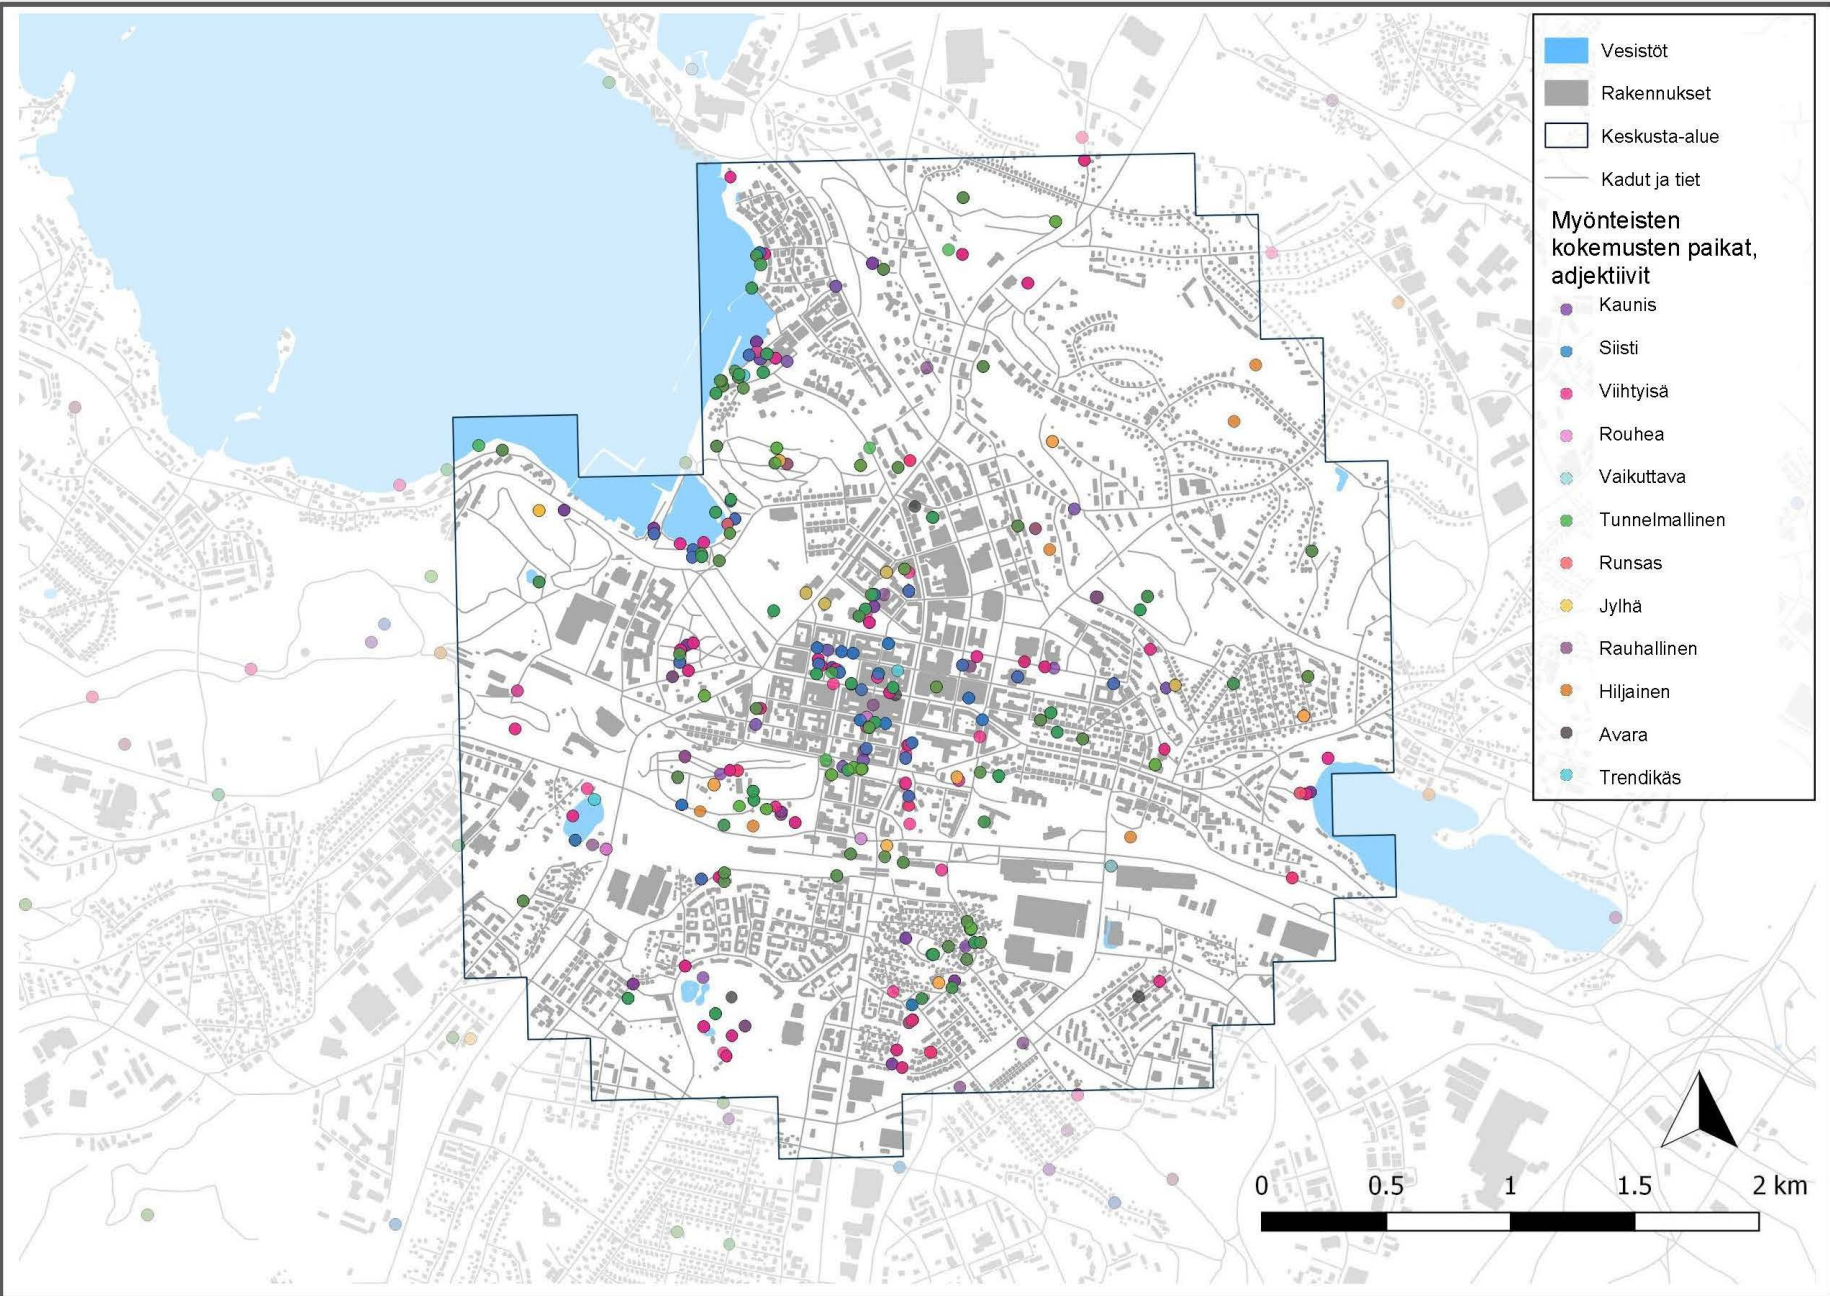 Vesistöt
Rakennukset
Keskusta-alue
Kadut ja tiet
Myönteisten
kokemusten paikat,
adjektiivit
Kaunis
Siisti
Viihtyisä
Rouhea
Vaikuttava
Tunnelmallinen
Runsas
Jylhä
Rauhallinen
Hiljainen
Avara
Trendikäs
0 0.5 1 1.5 2 km